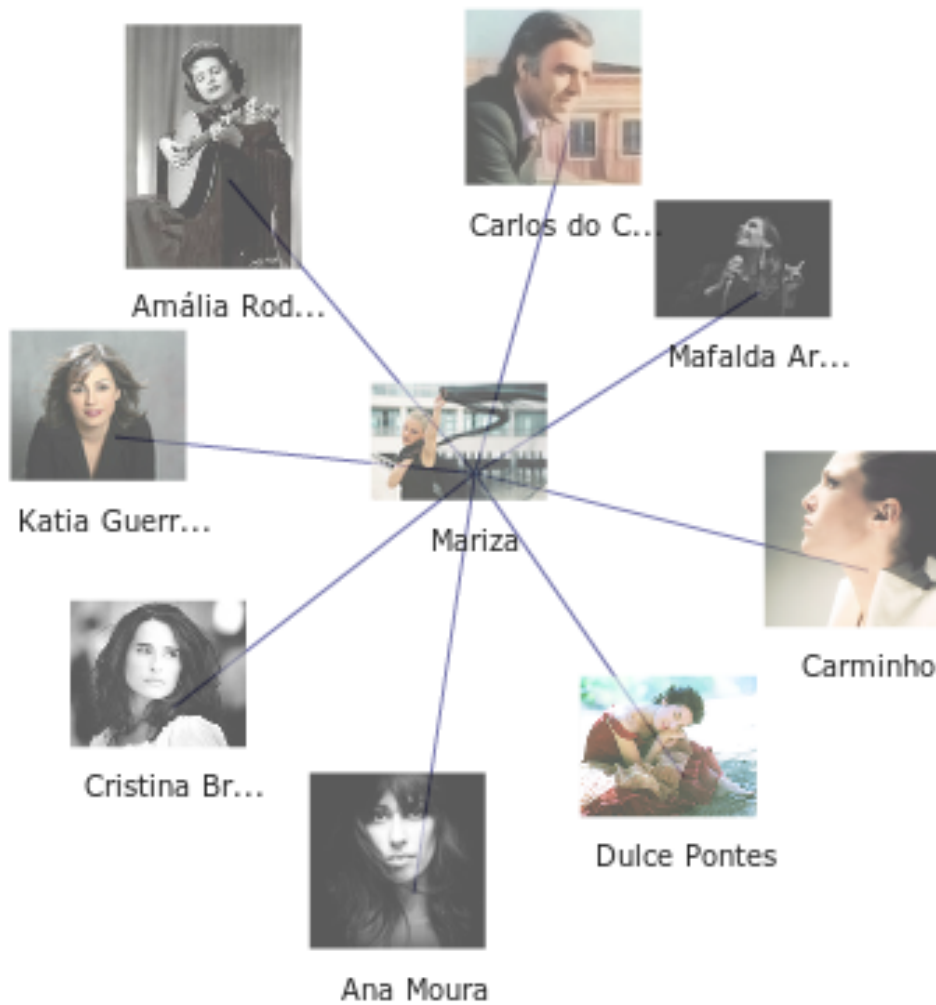 Carlos do C...
Amália Rod...
Mafalda Ar...
Katia Guerr...
Mariza
Carminho
Cristina Br...
Dulce Pontes
Ana Moura